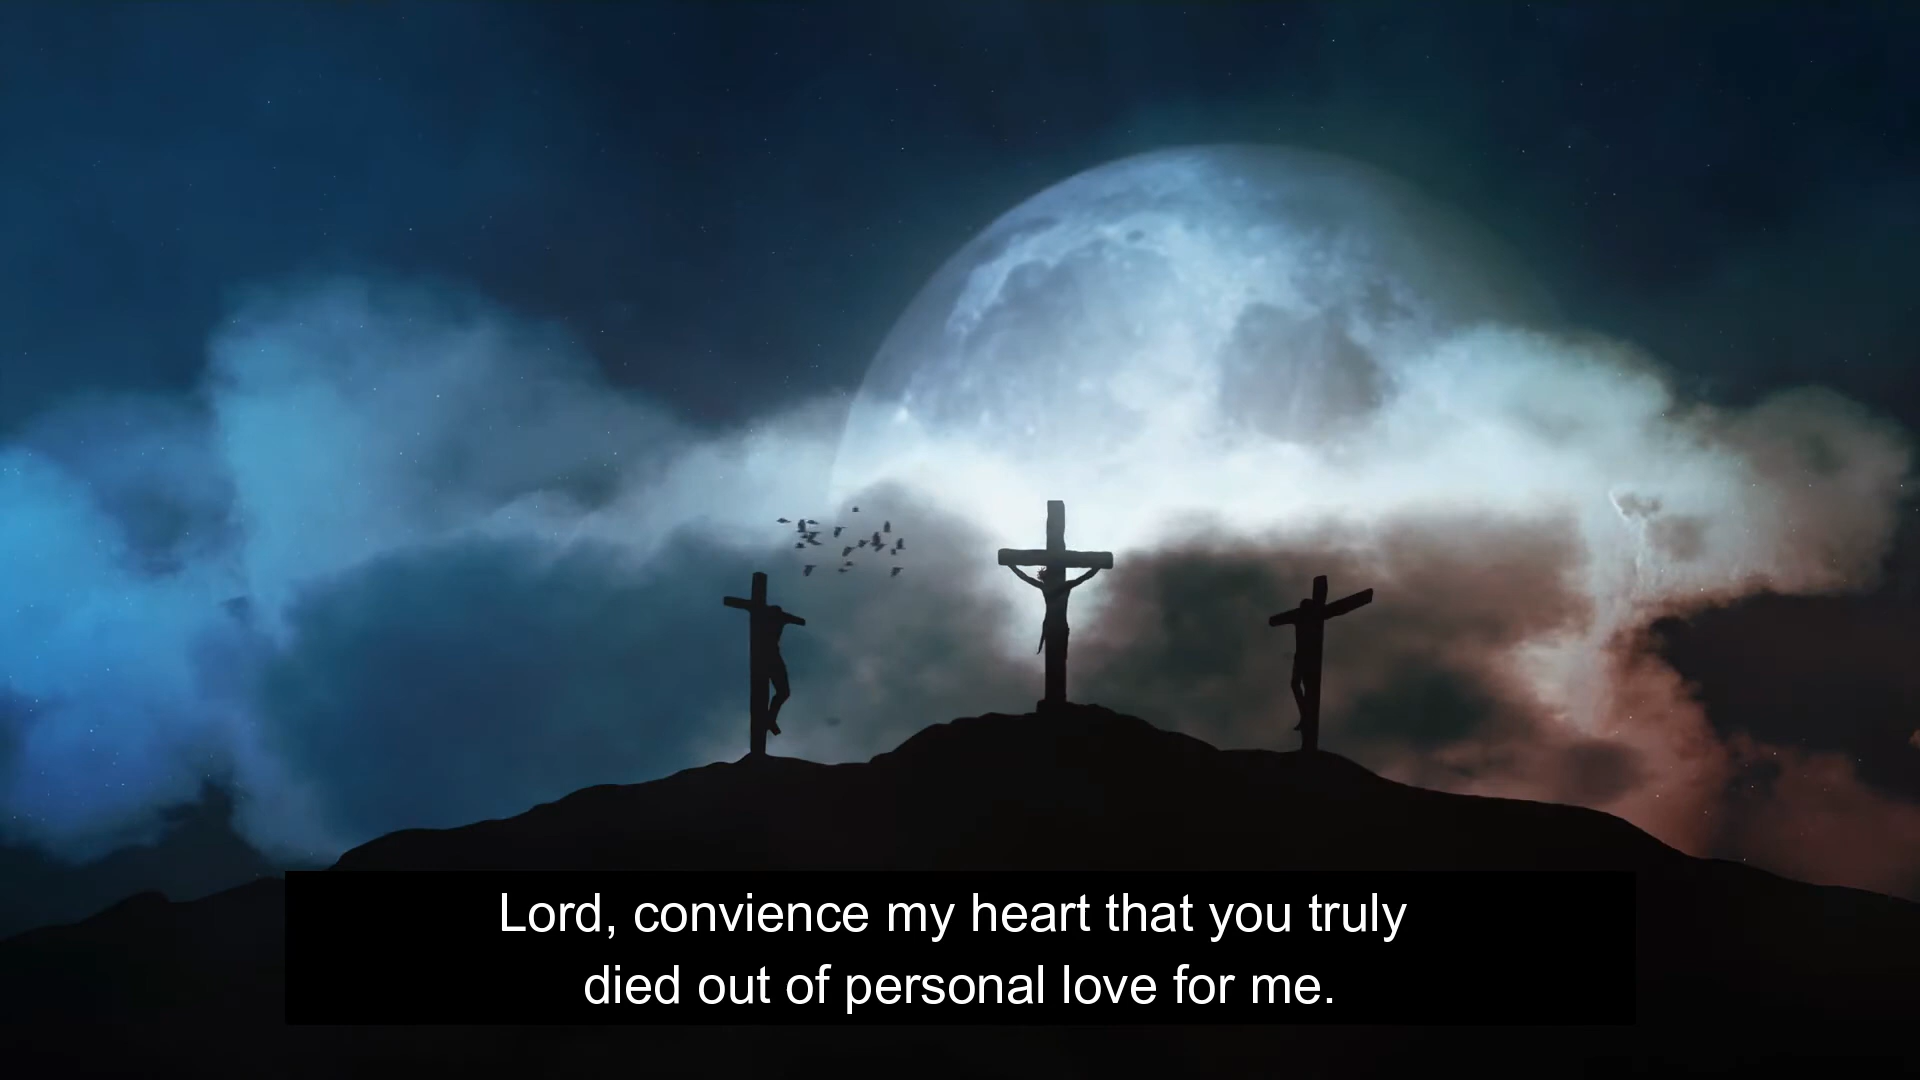 Lord, convience my heart that you truly
died out of personal love for me.